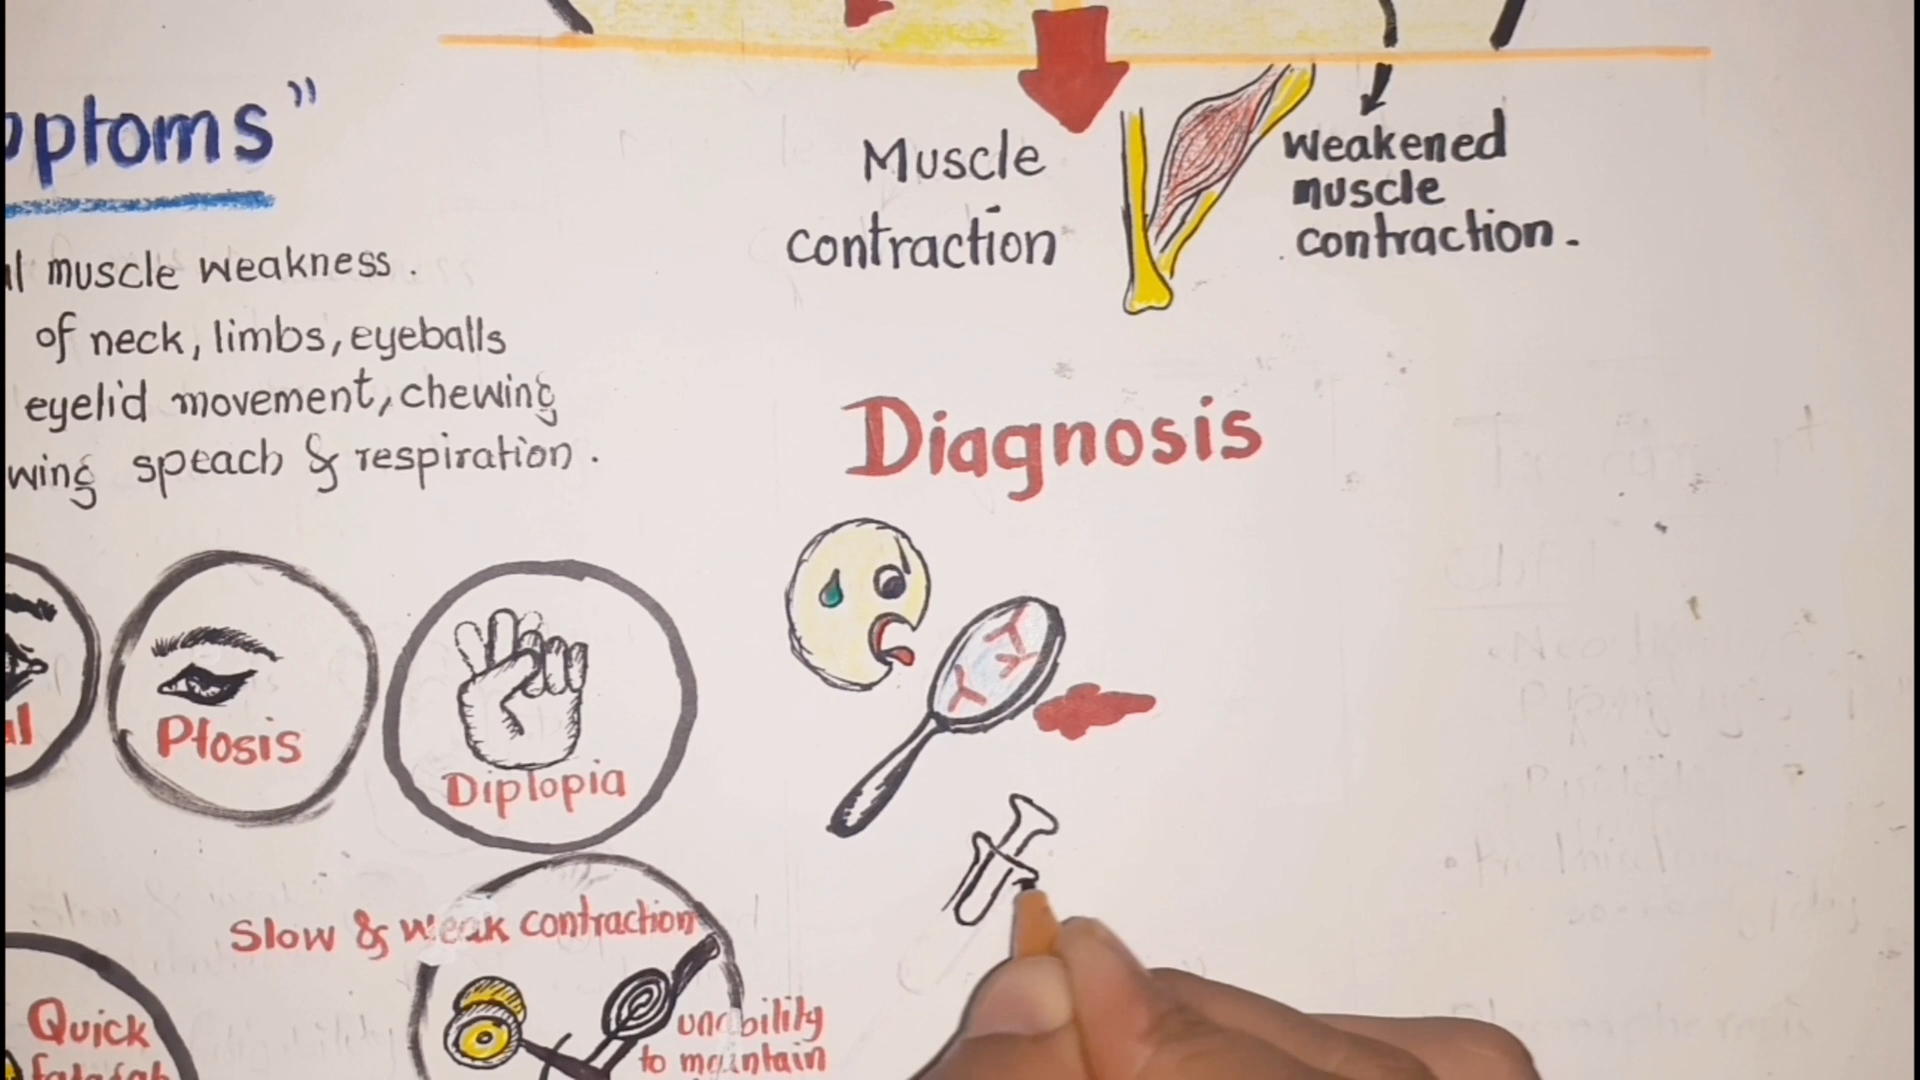 ptoms"
muscle weakness.
of neck, limbs, eyeballs
eyelid movement, chewing
wing speach & respiration.
Ptosis
Diplopia
Slow & weak contraction
Quick
unability
to maintain
Muscle
contraction
weakened
muscle
contraction.
Diagnosis